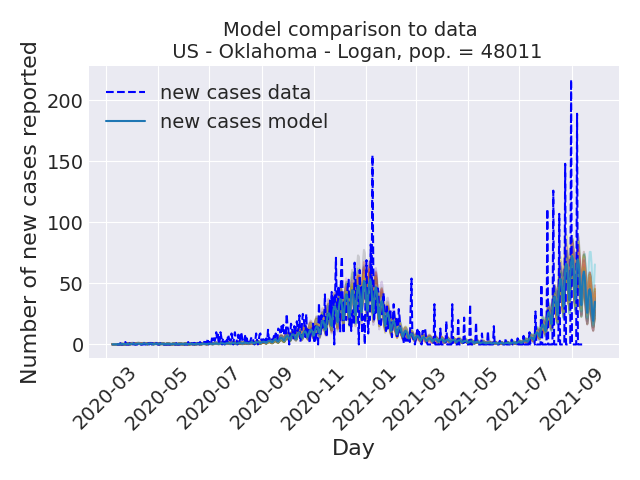 Model comparison to data
US - Oklahoma - Logan, pop. = 48011
Number of new cases reported
200
150
100
50
0
new cases data
new cases model
2020-03
2020-05
2020-07
2020-09
2020-11
2021-01
2021-03
2021-05
2021-07
2021-09
Day